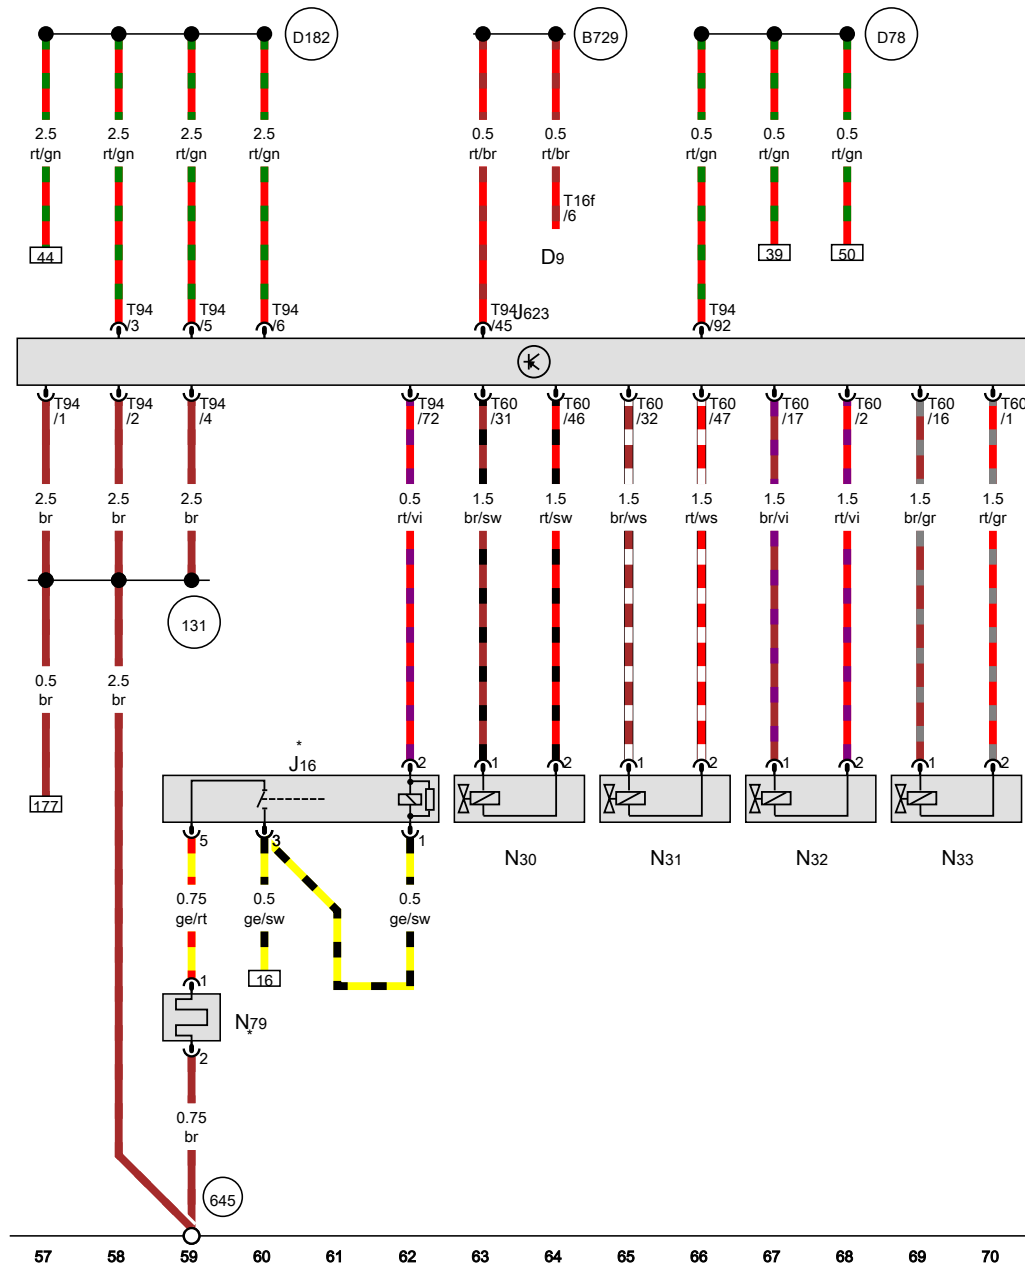 D182
B729
D78
2.5 2.5 2.5 2.5 0.5 0.5 0.5 0.5 0.5
rt/gn rt/gn rt/gn rt/gn rt/br rt/br rt/gn rt/gn rt/gn
T16f
/6
44
D9
39
50
T94 T94 T94 T94 J623 T94
/3 /5 /6 /45 /92
T94 T94 T94 T94 T60 T60 T60 T60 T60 T60 T60 T60
/1 /2 /4 /72 /31 /46 /32 /47 /17 /2 /16 /1
2.5 2.5 2.5 0.5 1.5 1.5 1.5 1.5 1.5 1.5 1.5 1.5
br br br rt/vi br/sw rt/sw br/ws rt/ws br/vi rt/vi br/gr rt/gr
131
0.5 2.5
br br
*
J16
2 1 2 1 2 1 2 1 2
177
5 3 1
N30 N31 N32 N33
0.75 0.5 0.5
ge/rt ge/sw ge/sw
1
16
N79
*
2
0.75
br
645
57 58 59 60 61 62 63 64 65 66 67 68 69 70